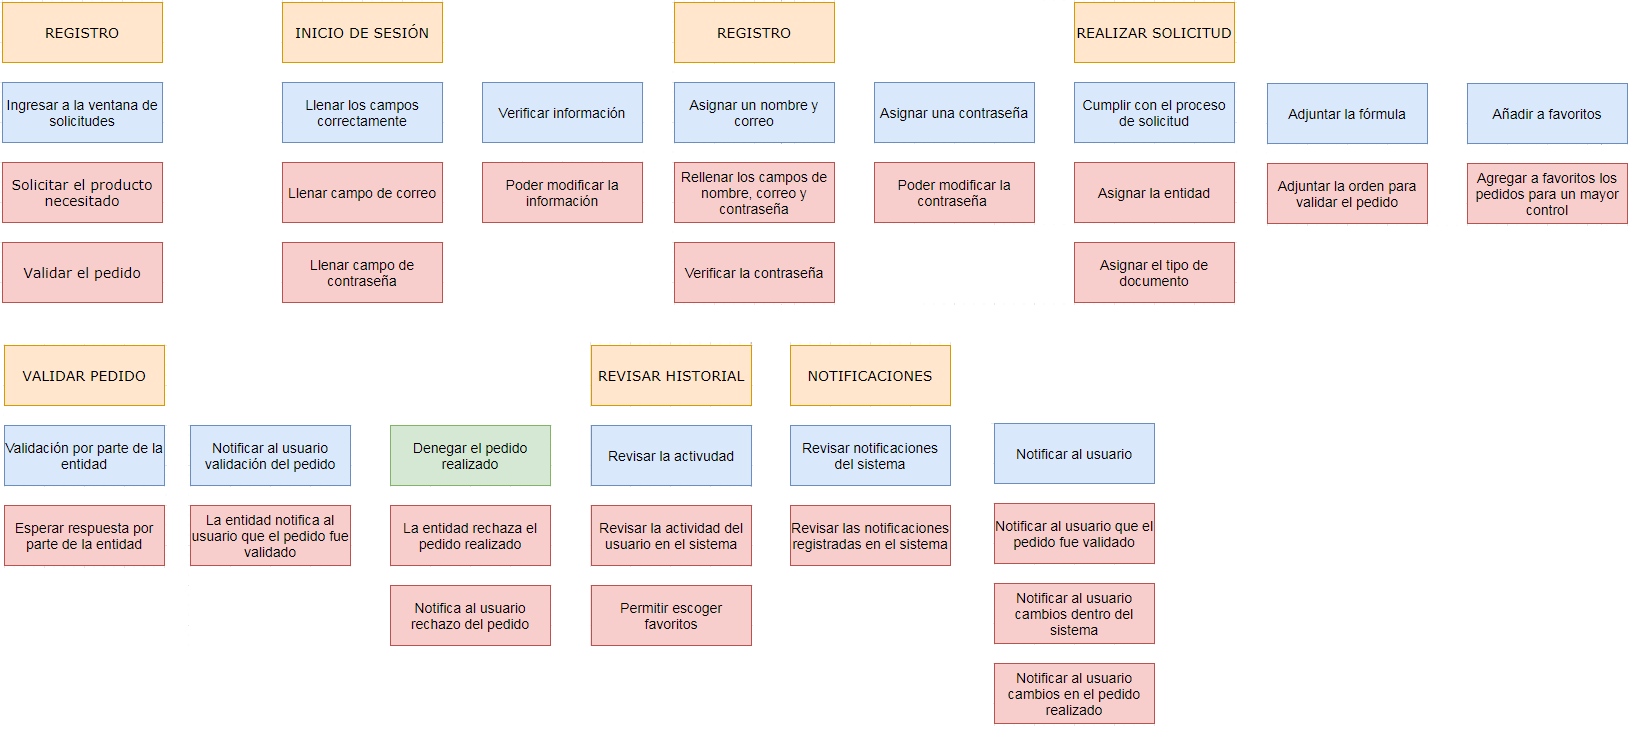 REGISTRO
INICIO DE SESIÓN
REGISTRO
REALIZAR SOLICITUD
Ingresar a la ventana de
solicitudes
Llenar los campos
correctamente
Verificar información
Asignar un nombre y
correo
Asignar una contraseña
Cumplir con el proceso
de solicitud
Adjuntar la fórmula
Añadir a favoritos
Solicitar el producto
necesitado
Llenar campo de correo
Poder modificar la
información
Rellenar los campos de
nombre, correo y
contraseña
Poder modificar la
contraseña
Asignar la entidad
Adjuntar la orden para
validar el pedido
Agregar a favoritos los
pedidos para un mayor
control
Validar el pedido
Llenar campo de
contraseña
Verificar la contraseña
Asignar el tipo de
documento
VALIDAR PEDIDO
REVISAR HISTORIAL
NOTIFICACIONES
Validación por parte de la
entidad
Notificar al usuario
validación del pedido
Denegar el pedido
realizado
Revisar la activudad
Revisar notificaciones
del sistema
Notificar al usuario
Esperar respuesta por
parte de la entidad
La entidad notifica al
usuario que el pedido fue
validado
La entidad rechaza el
pedido realizado
Revisar la actividad del
usuario en el sistema
Revisar las notificaciones
registradas en el sistema
Notificar al usuario que el
pedido fue validado
Notifica al usuario
rechazo del pedido
Permitir escoger
favoritos
Notificar al usuario
cambios dentro del
sistema
Notificar al usuario
cambios en el pedido
realizado